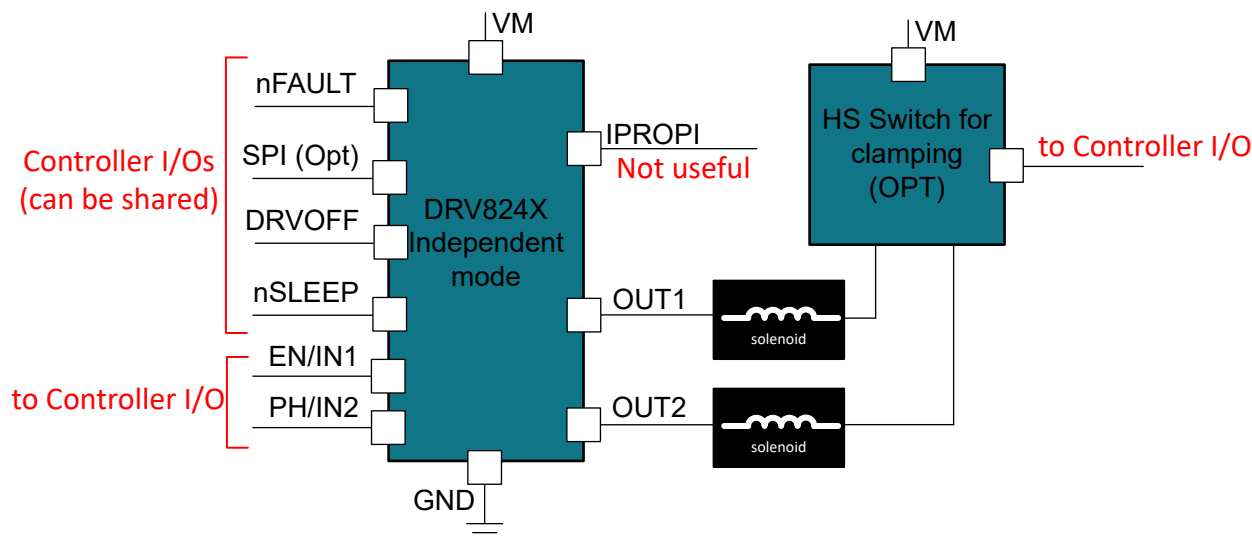 VM
nFAULT
SPI (Opt)
DRVOFF
nSLEEP
EN/IN1
PH/IN2
Controller I/Os
(can be shared)
to Controller I/O
DRV824X
Independent
mode
IPROPI
Not useful
OUT1
OUT2
GND
solenoid
solenoid
VM
HS Switch for
clamping
(OPT)
to Controller I/O